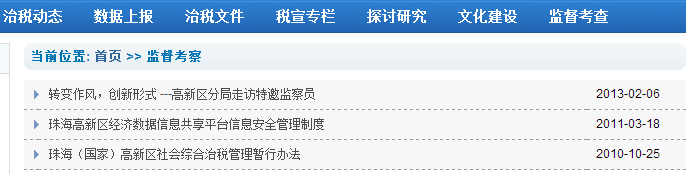 治税动态 数据上报 治税文件 税宣专栏 探讨研究 文化建设 监督考查
当前位置: 首页 >> 监督考察
转变作风，创新形式 ---高新区分局走访特邀监察员 2013-02-06
珠海高新区经济数据信息共享平台信息安全管理制度 2011-03-18
珠海（国家）高新区社会综合治税管理暂行办法 2010-10-25